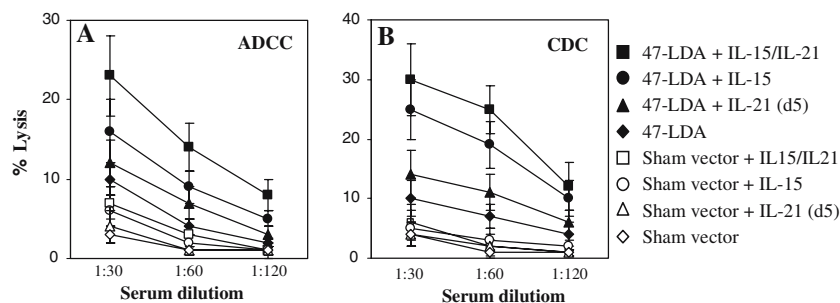 A
ADCC
30
20
10
0
% Lysis
1:30
1:60
1:120
Serum dilutiom
B
CDC
40
30
20
10
0
1:30
1:60
1:120
Serum dilutiom
47-LDA + IL-15/IL-21
47-LDA + IL-15
47-LDA + IL-21 (d5)
47-LDA
Sham vector + IL15/IL21
Sham vector + IL-15
Sham vector + IL-21 (d5)
Sham vector